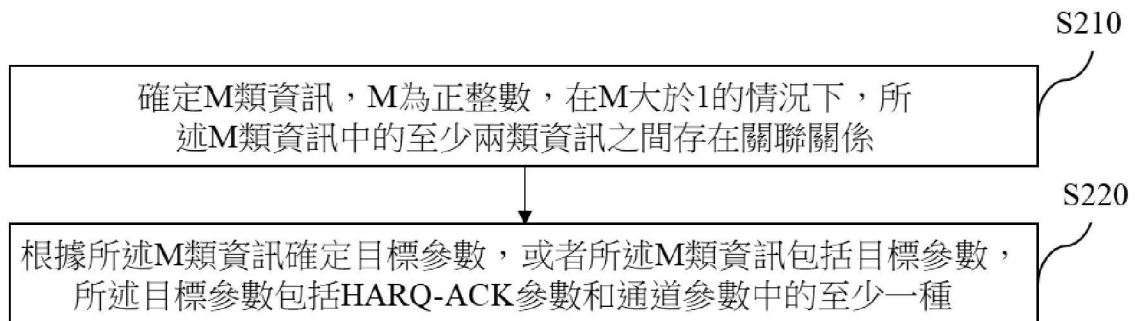 S210
確定M類資訊，M為正整數，在M大於1的情況下，所
述M類資訊中的至少兩類資訊之間存在關聯關係
S220
根據所述M類資訊確定目標參數，或者所述M類資訊包括目標參數，
所述目標參數包括HARQ-ACK參數和通道參數中的至少一種